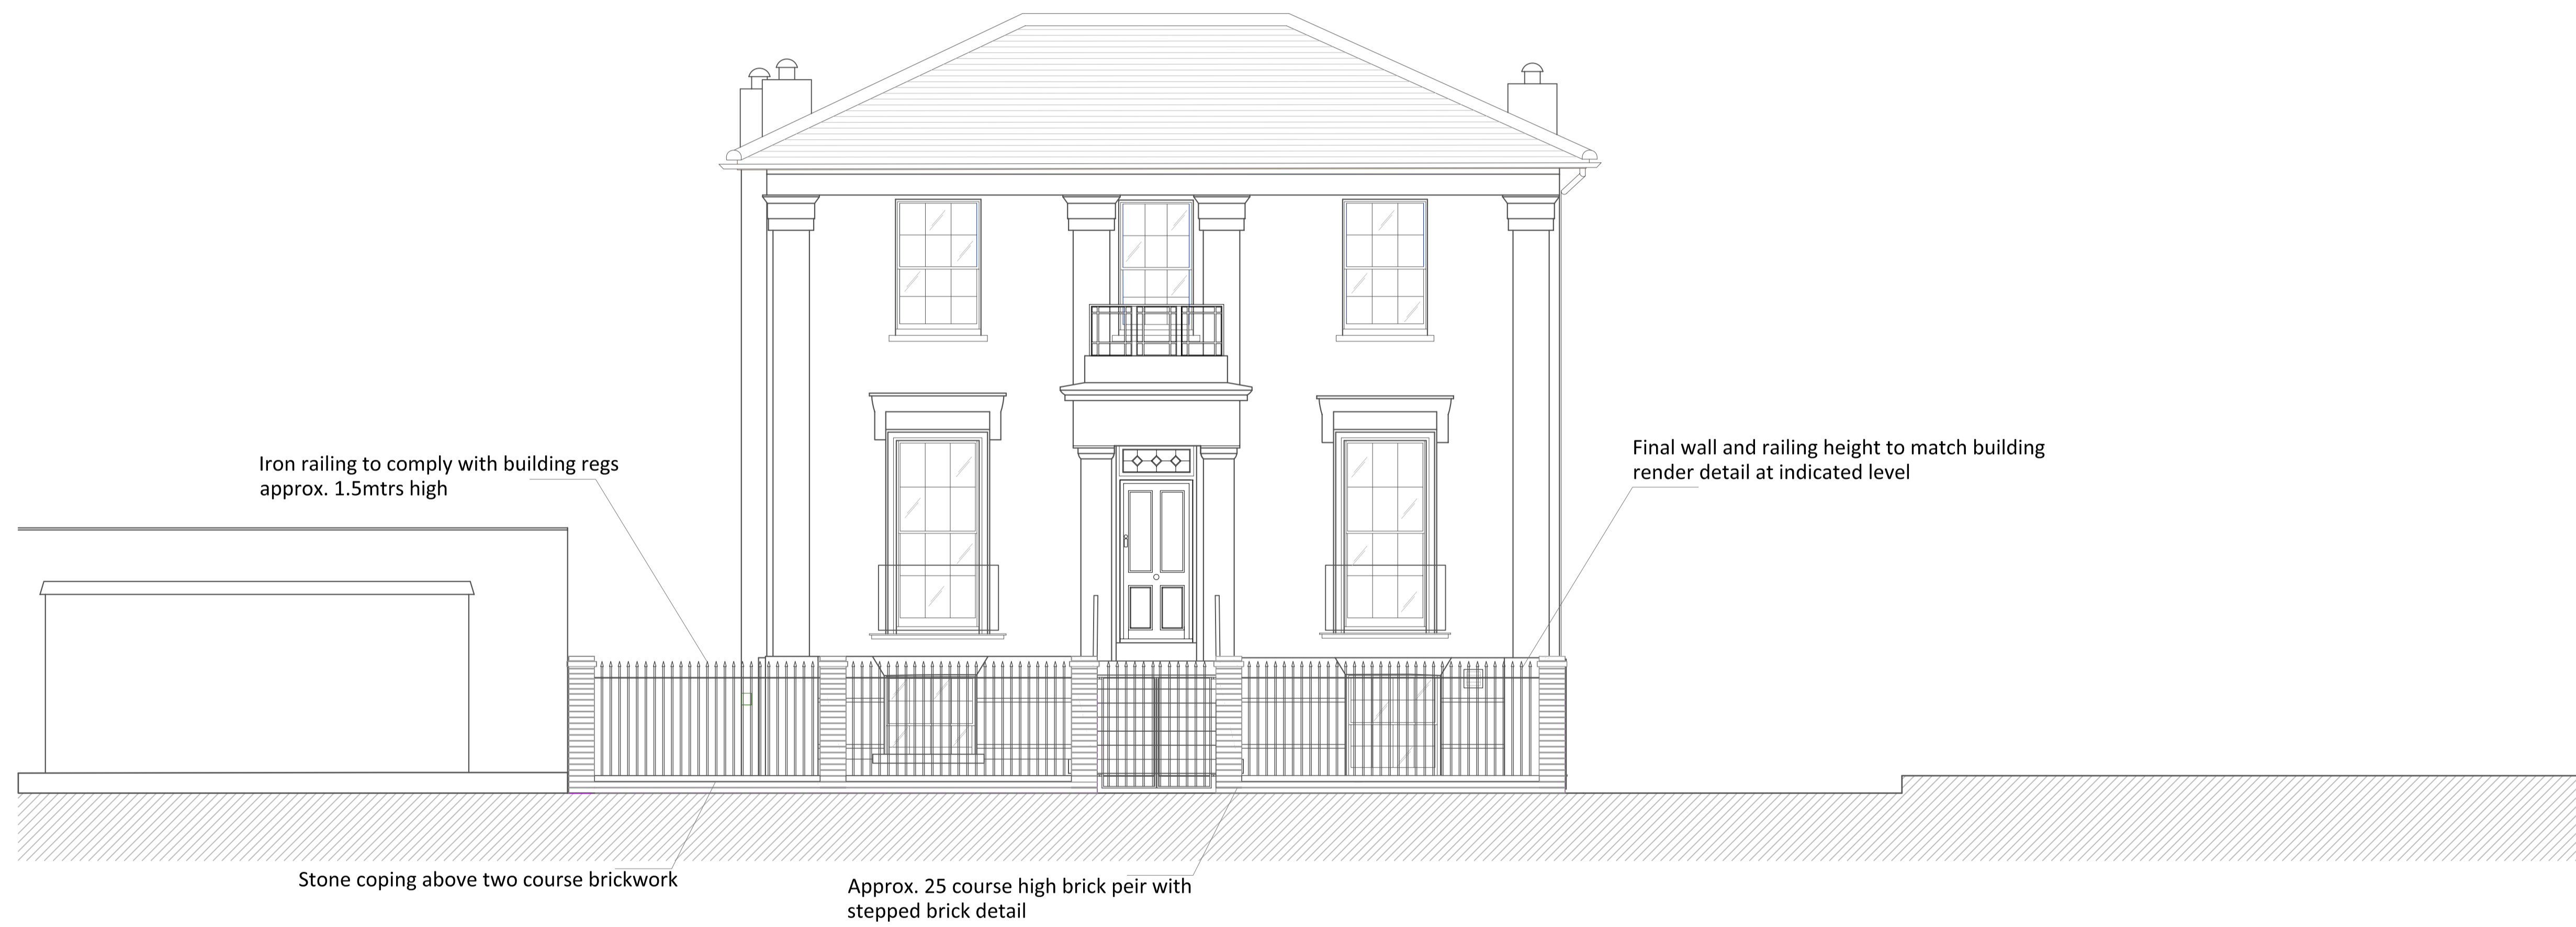 Iron railing to comply with building regs
approx. 1.5mtrs high
Final wall and railing height to match building
render detail at indicated level
Stone coping above two course brickwork
Approx. 25 course high brick peir with
stepped brick detail